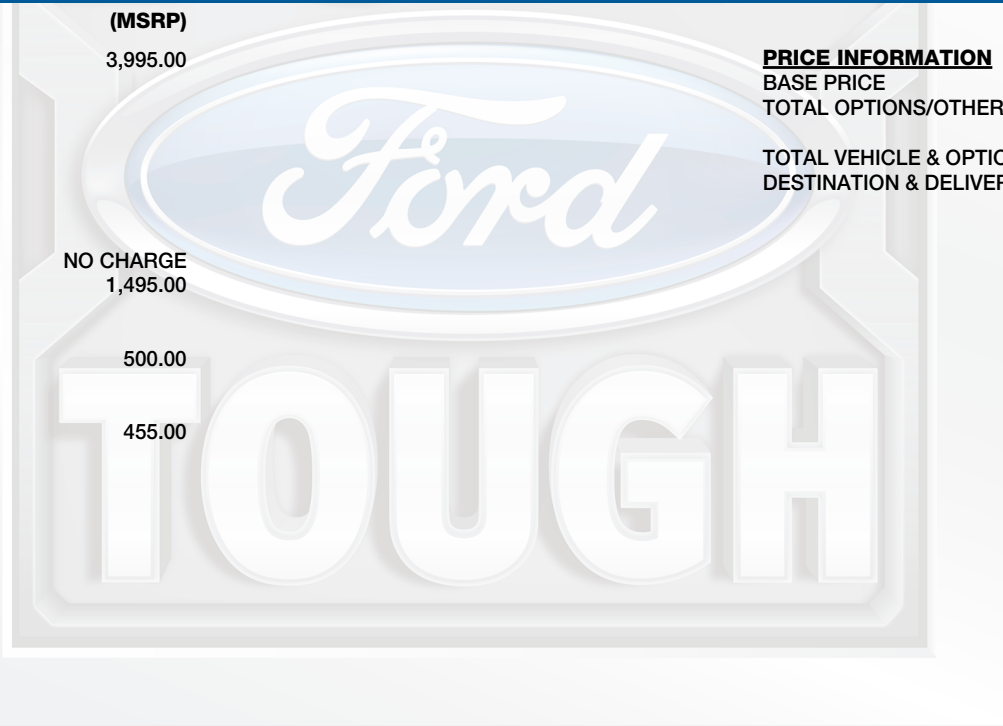 (MSRP)
3,995.00
NO CHARGE
1,495.00
500.00
455.00
PRICE INFORMATION
BASE PRICE
TOTAL OPTIONS/OTHER
TOTAL VEHICLE & OPTIO
DESTINATION & DELIVER
Ford
TOUGH